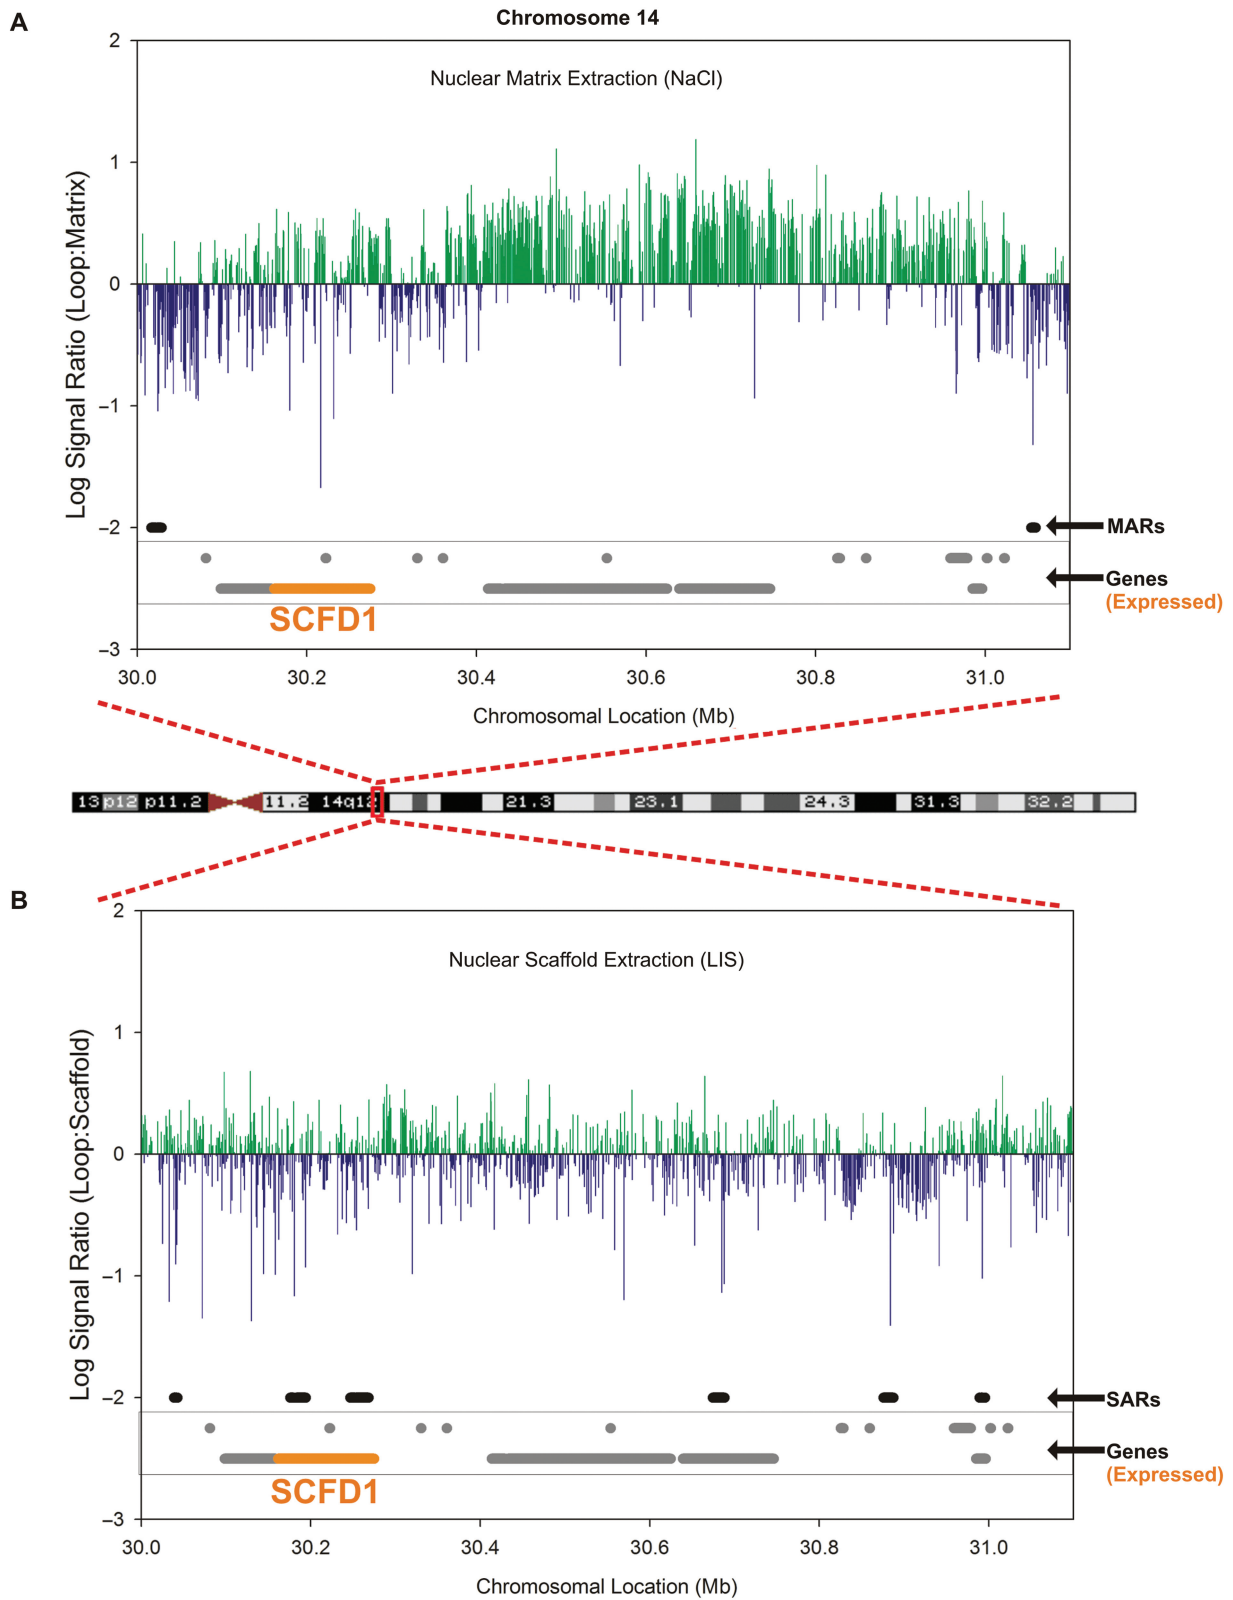 A
Chromosome 14
Nuclear Matrix Extraction (NaCl)
Log Signal Ratio (Loop:Matrix)
2
1
0
−1
−2
−3
MARs
Genes
(Expressed)
SCFD1
30.0 30.2 30.4 30.6 30.8 31.0
Chromosomal Location (Mb)
13 p12 p11.2 11.2 14q12 21.3 23.1 24.3 31.3 32.2
B
Nuclear Scaffold Extraction (LIS)
Log Signal Ratio (Loop:Scaffold)
2
1
0
−1
−2
−3
SARs
Genes
(Expressed)
SCFD1
30.0 30.2 30.4 30.6 30.8 31.0
Chromosomal Location (Mb)